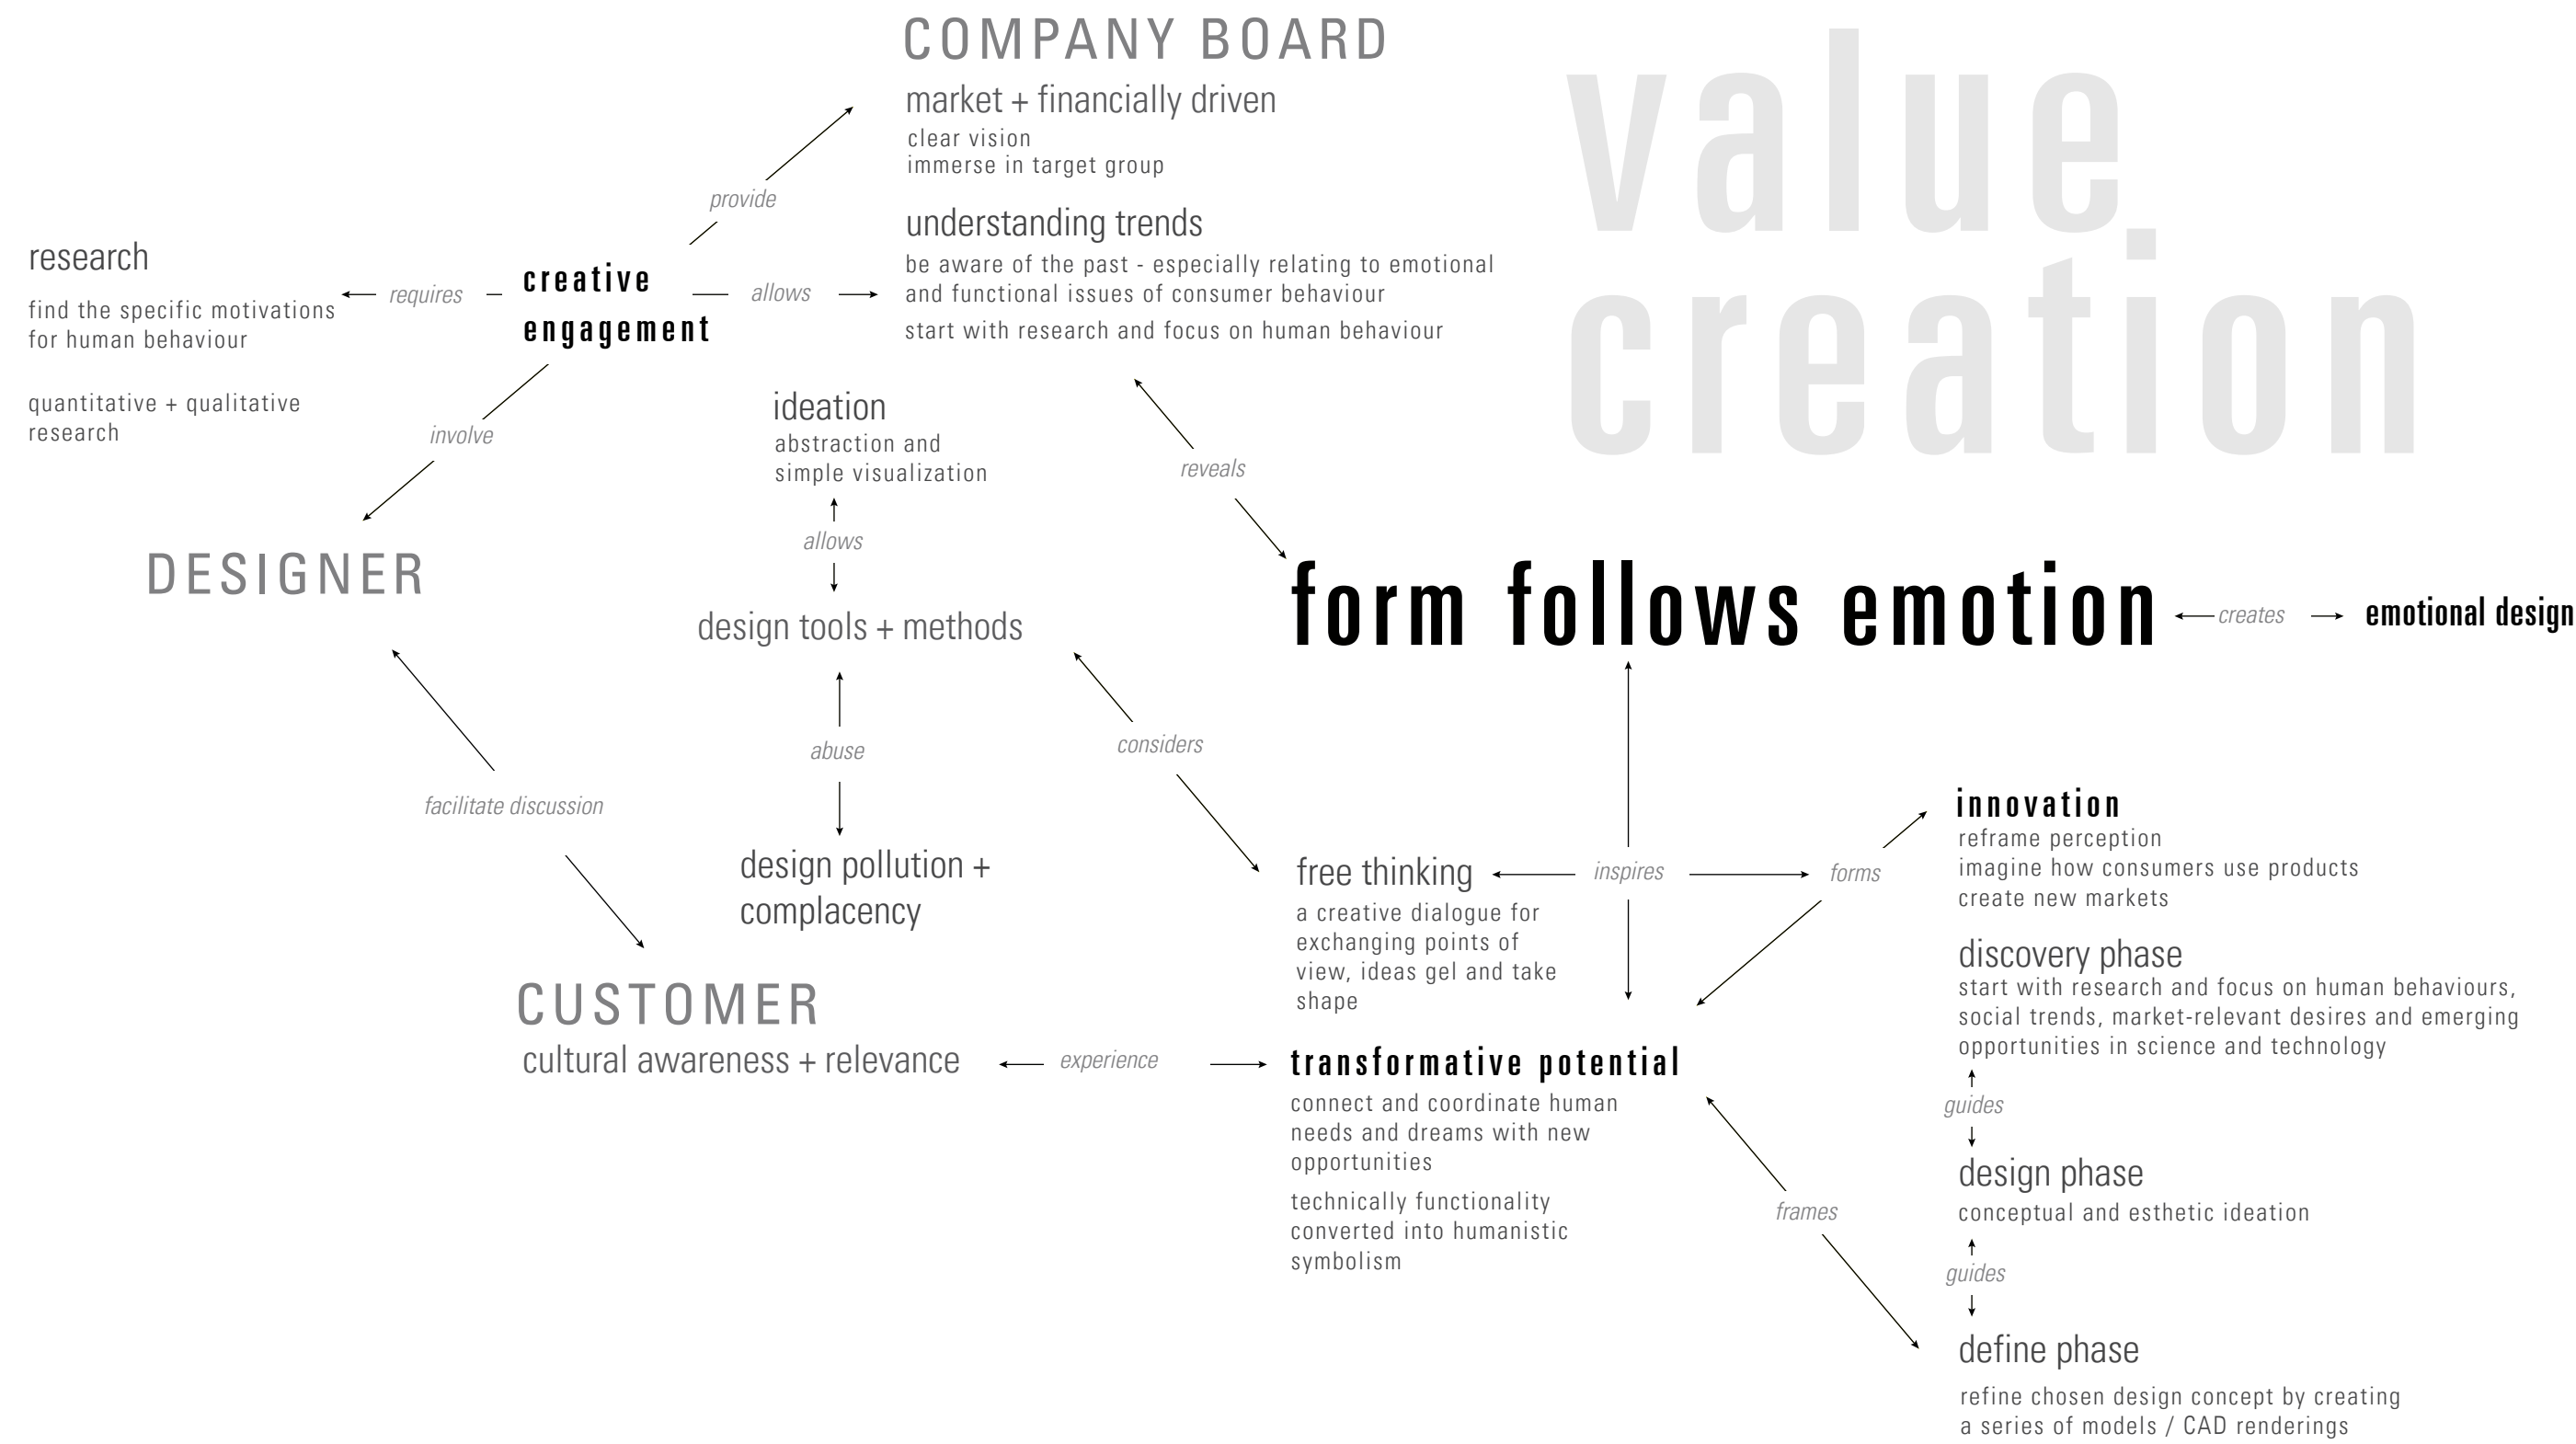 COMPANY BOARD
market + financially driven
clear vision
immerse in target group
value
creation
provide
understanding trends
be aware of the past - especially relating to emotional
and functional issues of consumer behaviour
start with research and focus on human behaviour
research
find the specific motivations
for human behaviour
quantitative + qualitative
research
requires
creative
engagement
allows
involve
ideation
abstraction and
simple visualization
reveals
allows
DESIGNER
design tools + methods
form follows emotion
creates
emotional design
abuse
considers
facilitate discussion
design pollution +
complacency
free thinking
a creative dialogue for
exchanging points of
view, ideas gel and take
shape
inspires
forms
innovation
reframe perception
imagine how consumers use products
create new markets
discovery phase
start with research and focus on human behaviours,
social trends, market-relevant desires and emerging
opportunities in science and technology
CUSTOMER
cultural awareness + relevance
experience
transformative potential
connect and coordinate human
needs and dreams with new
opportunities
technically functionality
converted into humanistic
symbolism
guides
design phase
conceptual and esthetic ideation
frames
guides
define phase
refine chosen design concept by creating
a series of models / CAD renderings